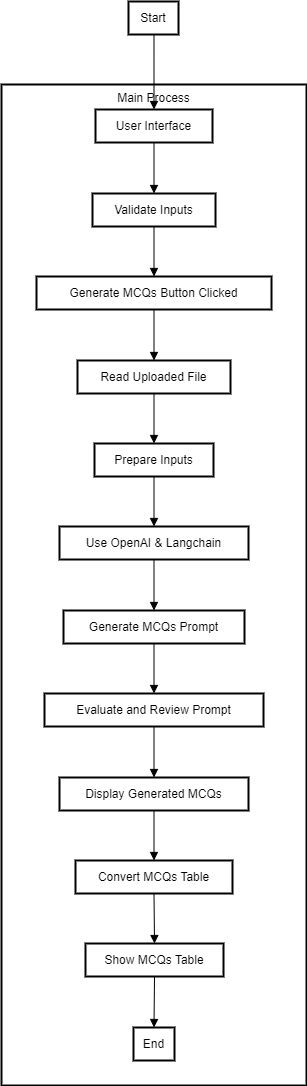 Start
Main Process
User Interface
Validate Inputs
Generate MCQs Button Clicked
Read Uploaded File
Prepare Inputs
Use OpenAI & Langchain
Generate MCQs Prompt
Evaluate and Review Prompt
Display Generated MCQs
Convert MCQs Table
Show MCQs Table
End